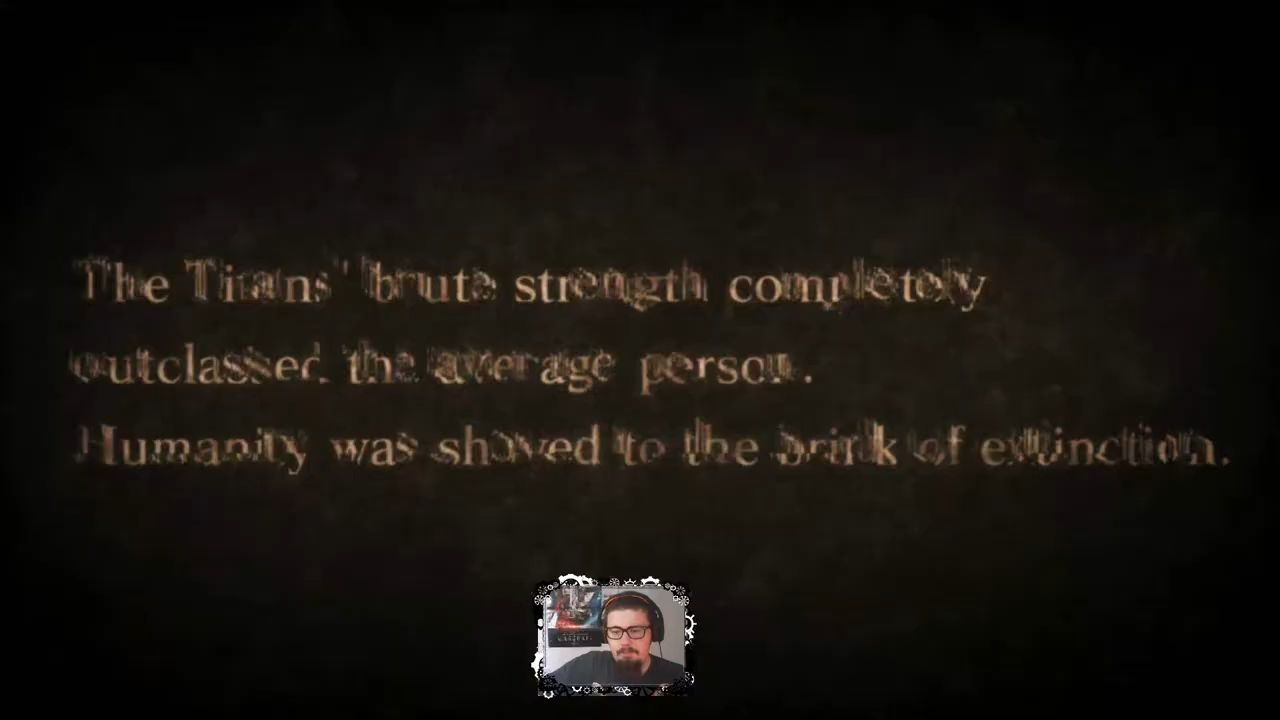 The Titans' brute strength completely
outclassed the average person.
Humanity was shoved to the brink of extinction.